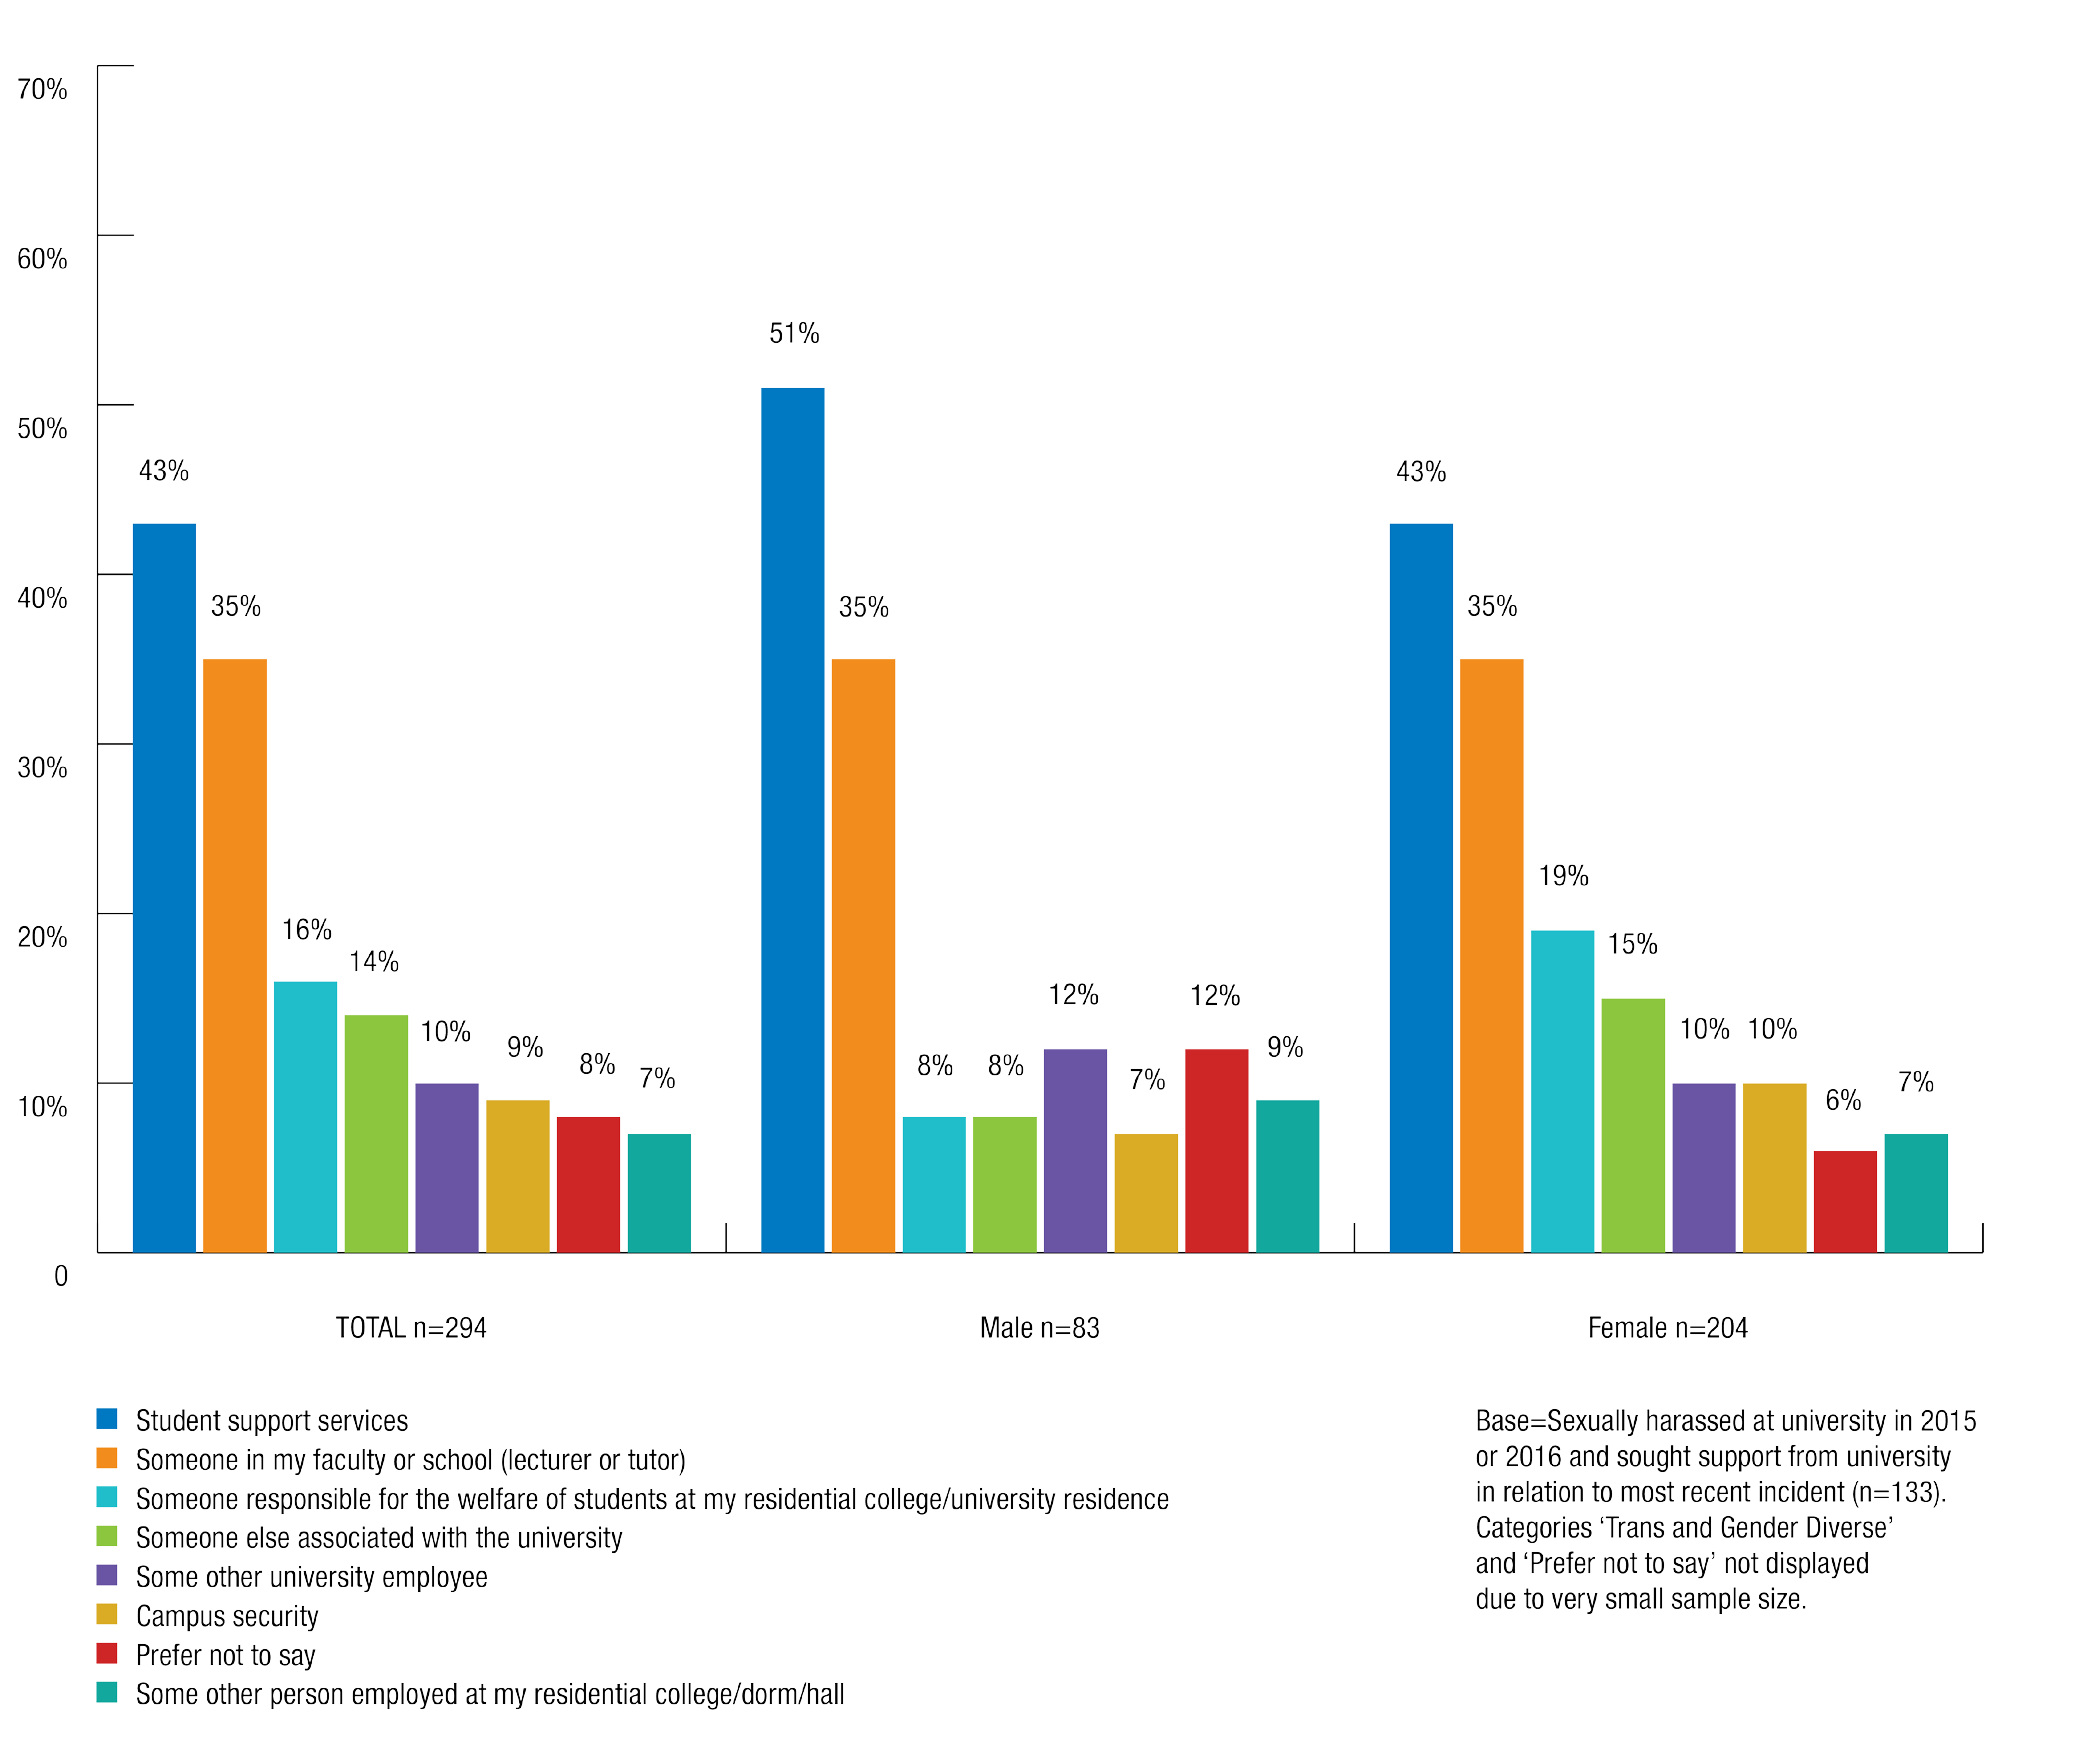 70%
60%
50%
40%
30%
20%
10%
0
43%
35%
16%
14%
10%
9%
8%
7%
51%
35%
8%
8%
12%
7%
12%
9%
43%
35%
19%
15%
10%
10%
6%
7%
TOTAL n=294
Male n=83
Female n=204
Student support services
Someone in my faculty or school (lecturer or tutor)
Someone responsible for the welfare of students at my residential college/university residence
Someone else associated with the university
Some other university employee
Campus security
Prefer not to say
Some other person employed at my residential college/dorm/hall
Base=Sexually harassed at university in 2015
or 2016 and sought support from university
in relation to most recent incident (n=133).
Categories ‘Trans and Gender Diverse’
and ‘Prefer not to say’ not displayed
due to very small sample size.